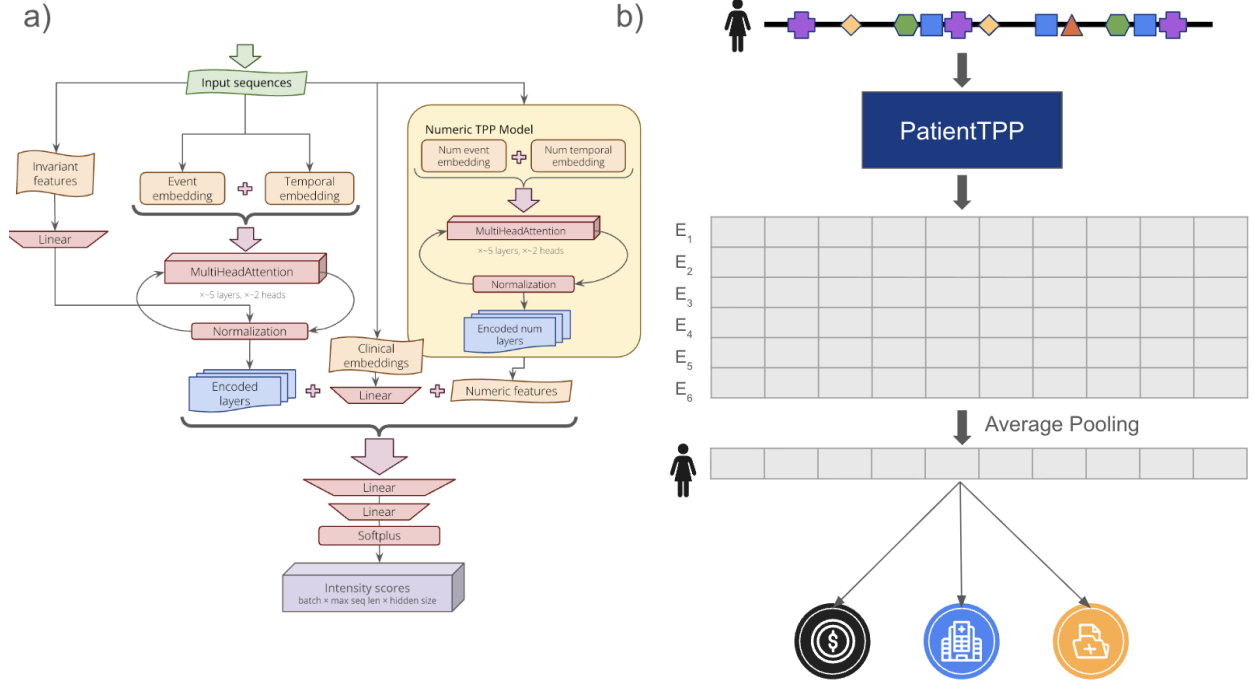 a)
Input sequences
Invariant
features
Linear
Event
embedding
Temporal
embedding
MultiHeadAttention
×~5 layers, ×~2 heads
Normalization
Encoded
layers
Clinical
embeddings
Linear
Numeric TPP Model
Num event
embedding
Num temporal
embedding
MultiHeadAttention
×~5 layers, ×~2 heads
Normalization
Encoded num
layers
Numeric features
Linear
Linear
Softplus
Intensity scores
batch × max seq len × hidden size
b)
PatientTPP
E1
E2
E3
E4
E5
E6
Average Pooling
$